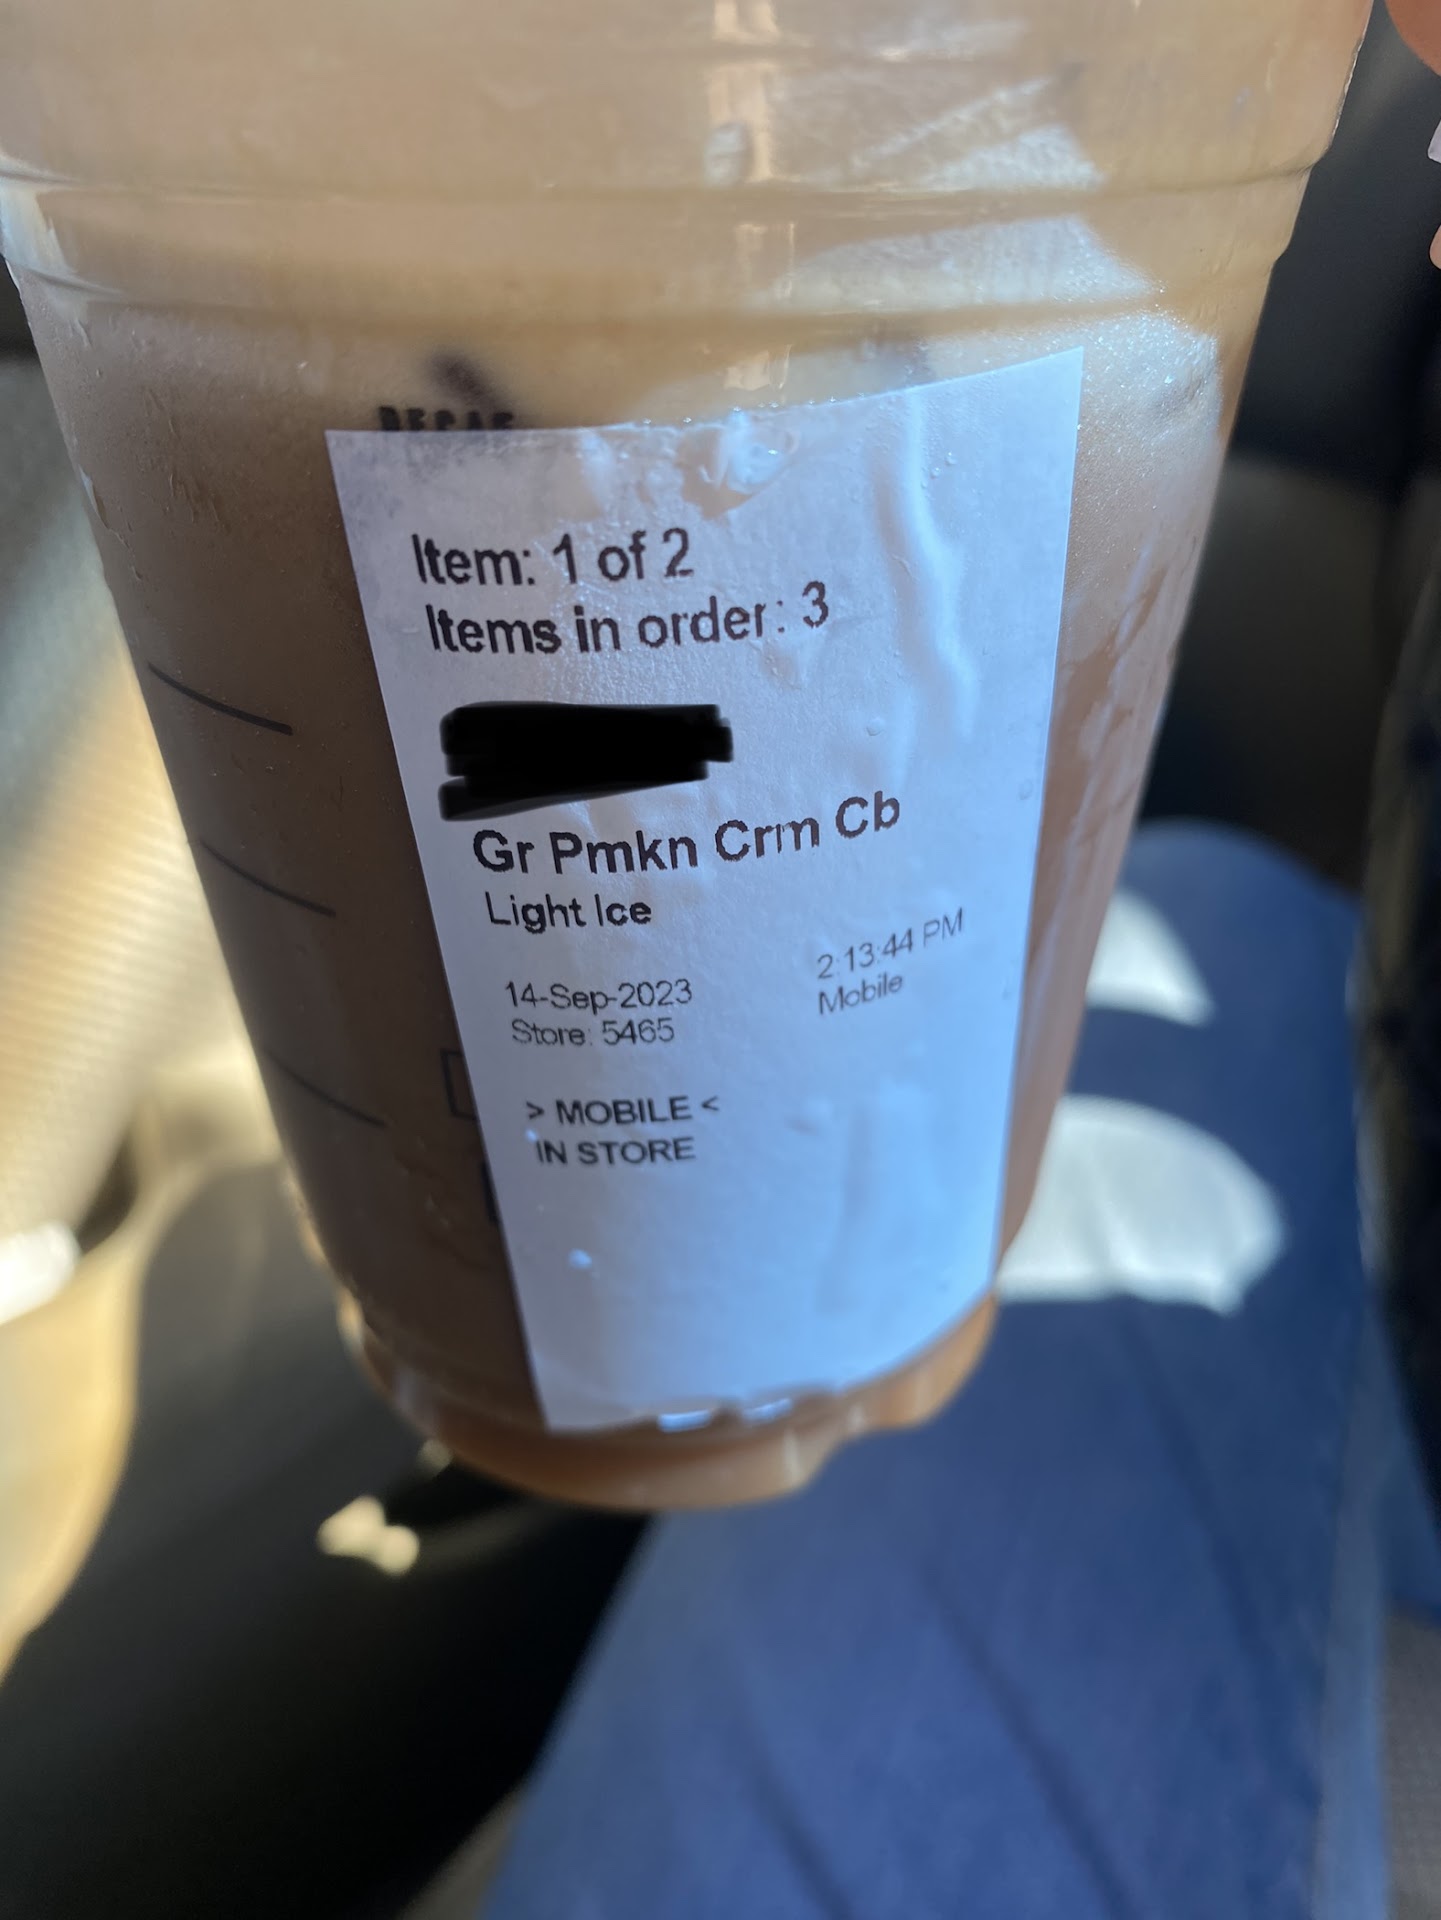 DECAF
Item: 1 of 2
Items in order: 3
Gr Pmkn Crm Cb
Light Ice
14-Sep-2023 2:13:44 PM
Store: 5465 Mobile
> MOBILE <
IN STORE